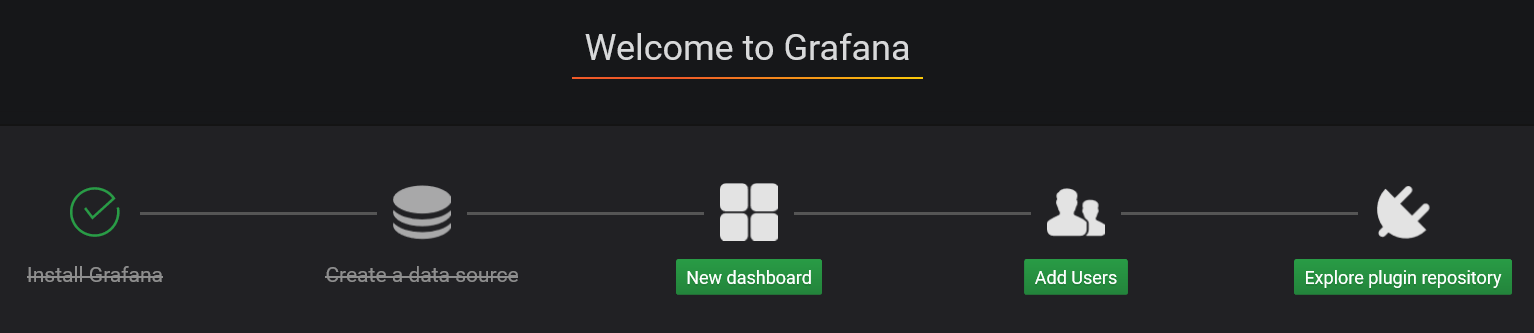 Welcome to Grafana
Install Grafana
Create a data source
New dashboard
Add Users
Explore plugin repository